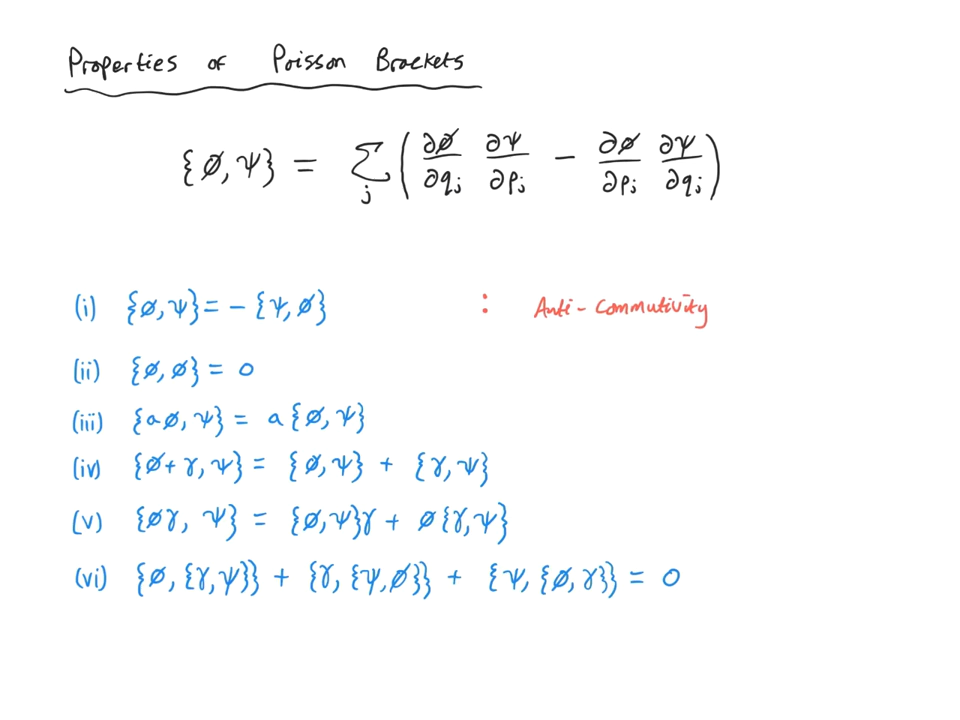 Properties of Poisson Brackets
{ø, ψ} = Σ_j ( ∂ø/∂q_j ∂ψ/∂p_j − ∂ø/∂p_j ∂ψ/∂q_j )
(i) {ø, ψ} = − {ψ, ø} : Anti-Commutivity
(ii) {ø, ø} = 0
(iii) {aø, ψ} = a {ø, ψ}
(iv) {ø + γ, ψ} = {ø, ψ} + {γ, ψ}
(v) {øγ, ψ} = {ø, ψ}γ + ø{γ, ψ}
(vi) {ø, {γ, ψ}} + {γ, {ψ, ø}} + {ψ, {ø, γ}} = 0